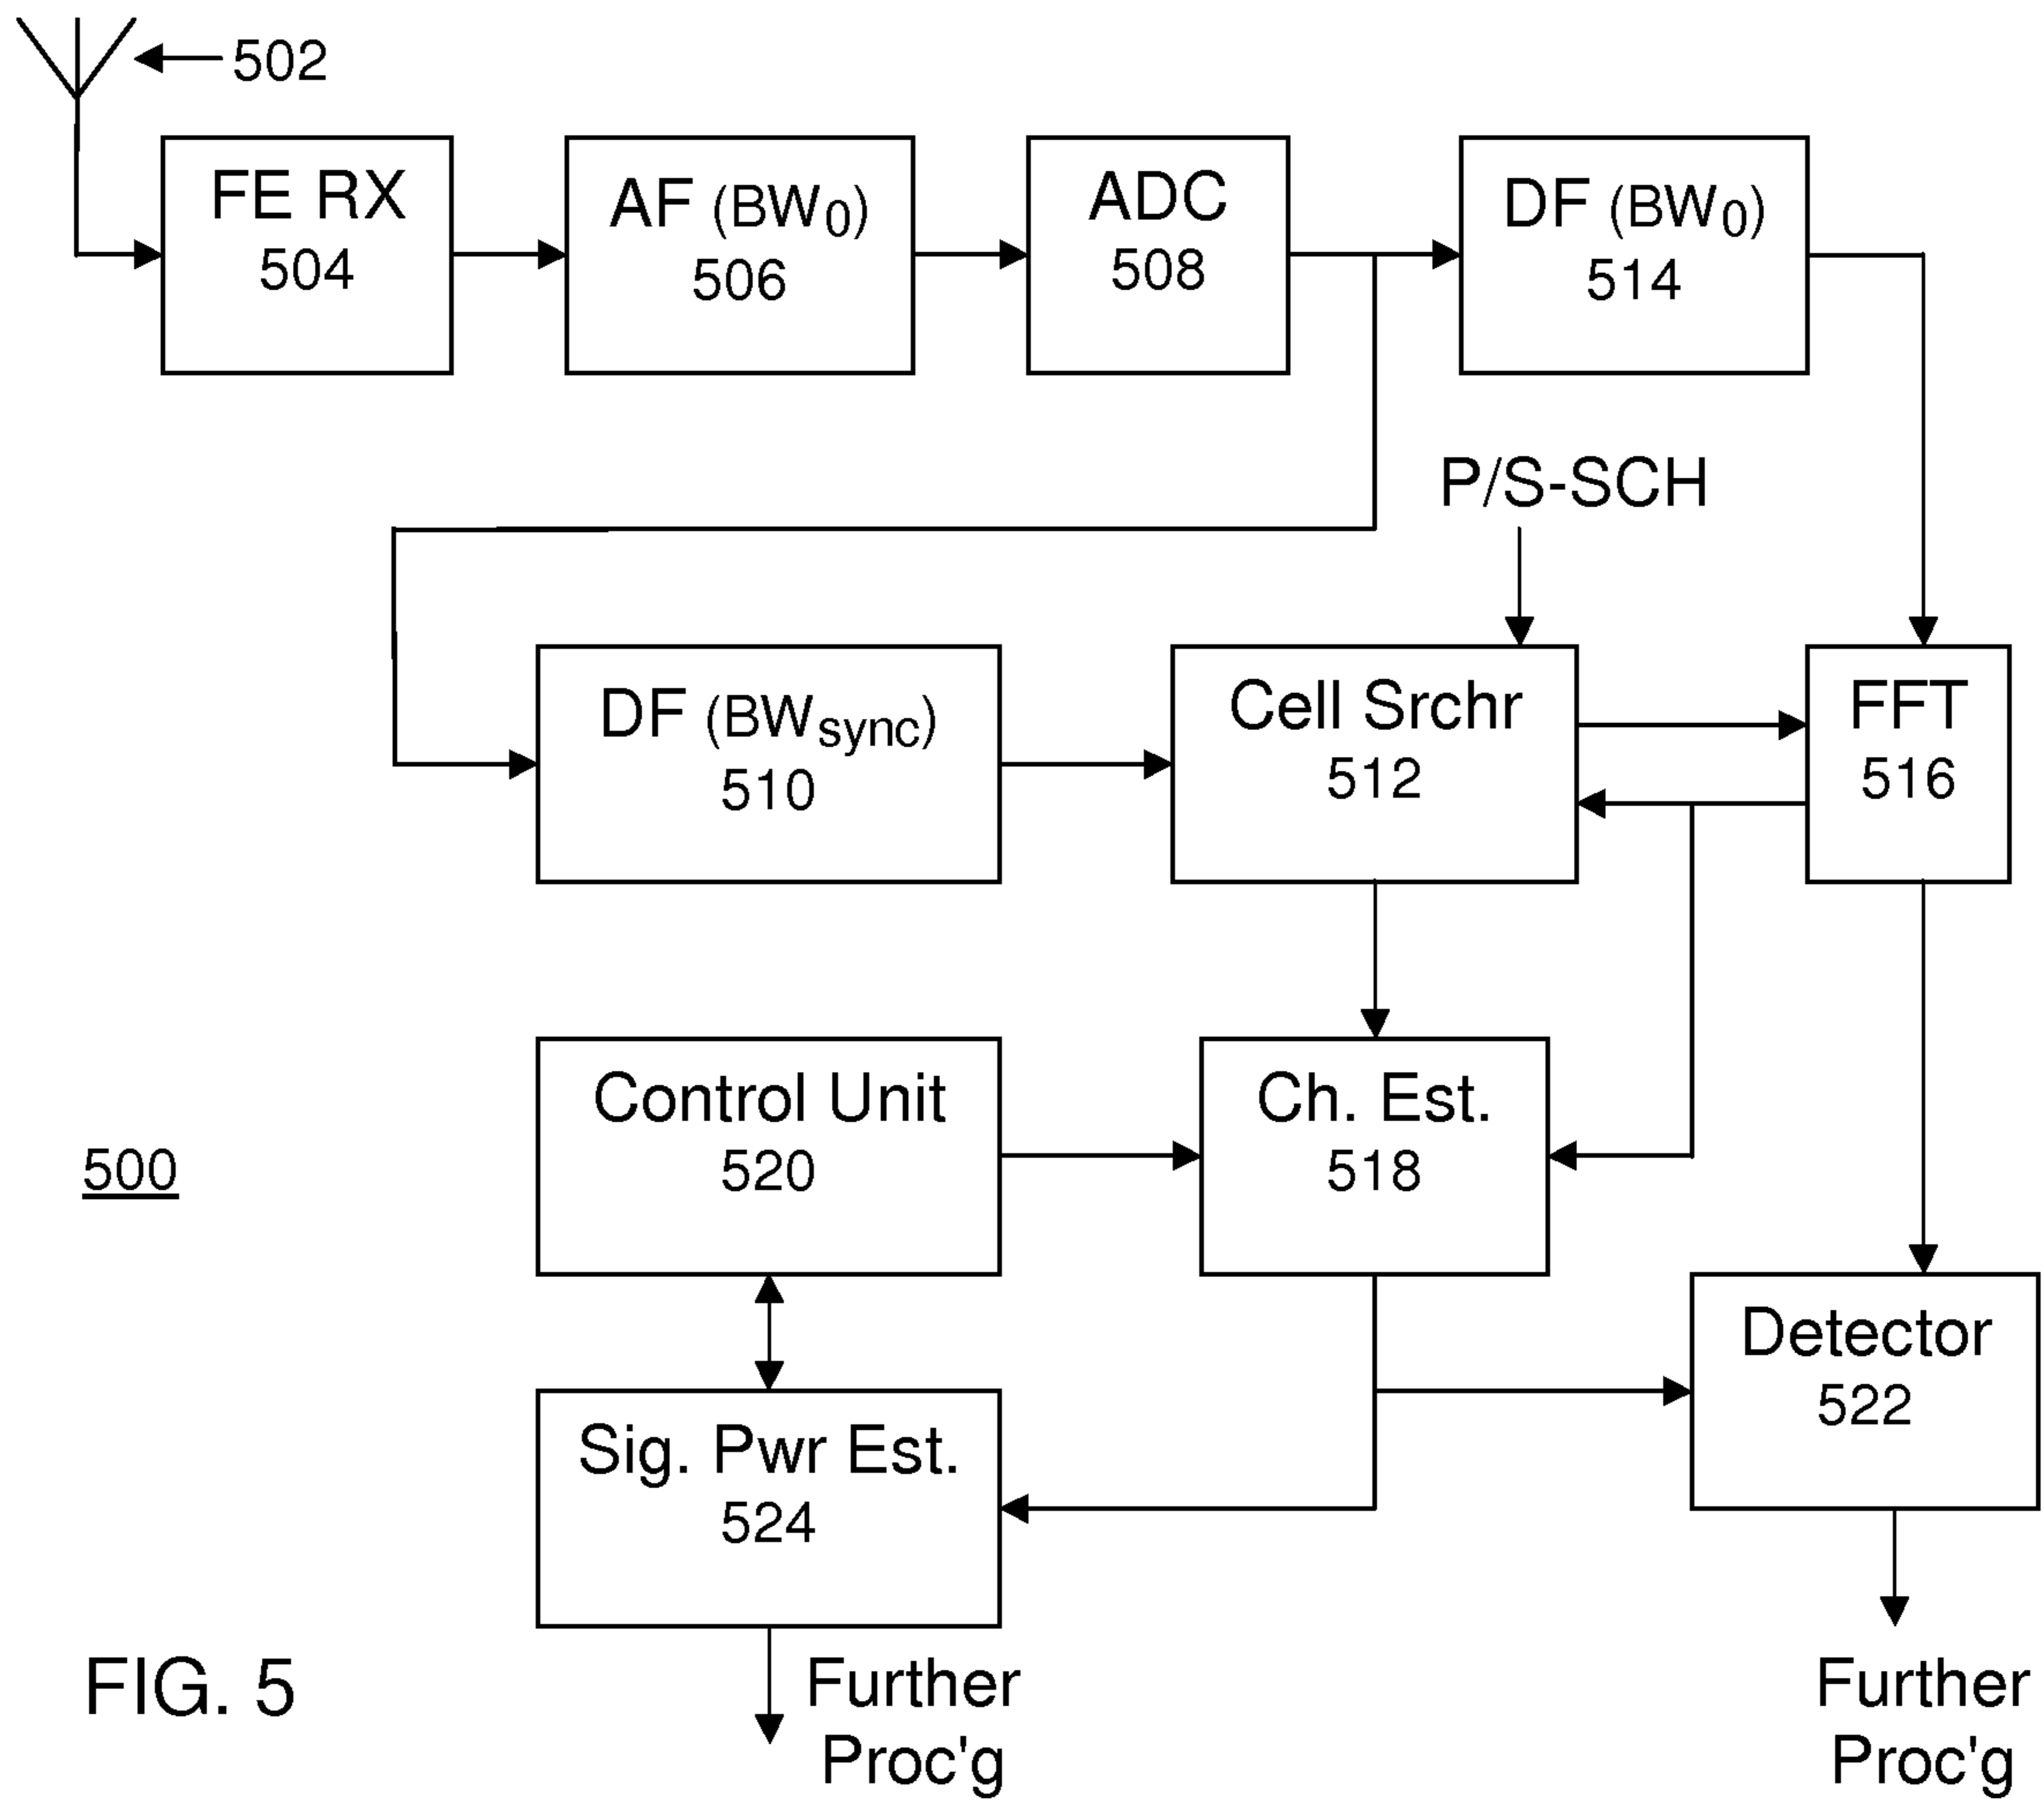 502
FE RX
504
AF (BW0)
506
ADC
508
DF (BW0)
514
P/S-SCH
DF (BWsync)
510
Cell Srchr
512
FFT
516
Control Unit
520
Ch. Est.
518
500
Detector
522
Sig. Pwr Est.
524
FIG. 5
Further
Proc'g
Further
Proc'g